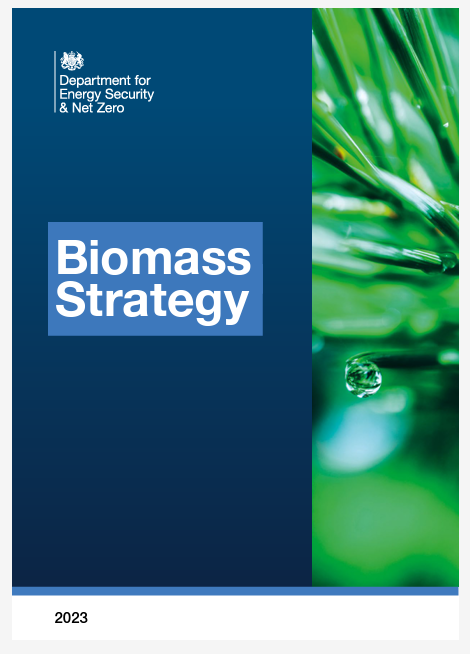 Department for
Energy Security
& Net Zero
Biomass
Strategy
2023